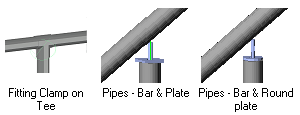 Fitting Clamp on
Tee
Pipes - Bar & Plate
Pipes - Bar & Round
plate